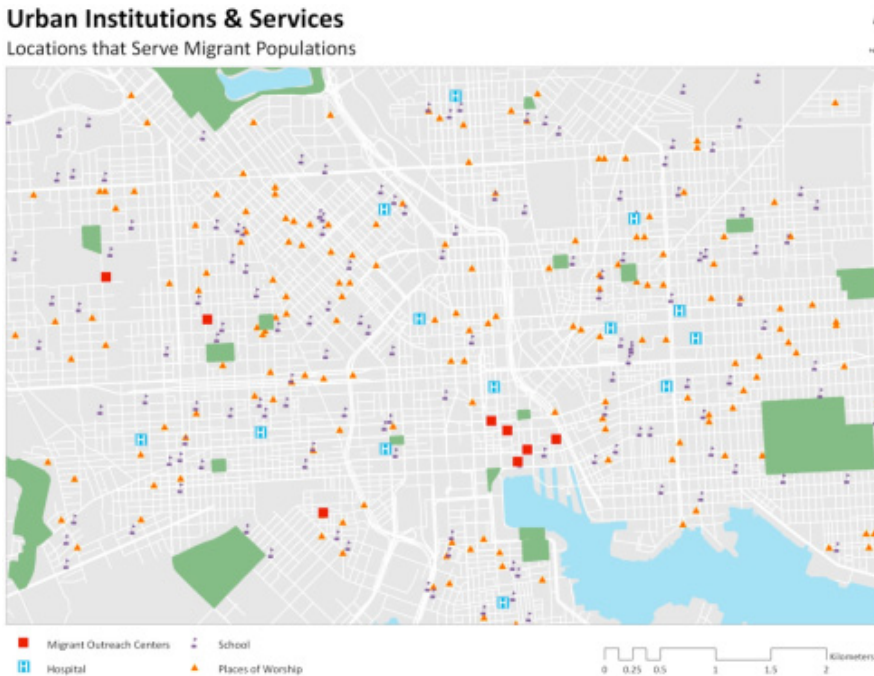 Urban Institutions & Services
Locations that Serve Migrant Populations
H
H
H
H
H
H
H
H
H
H
H
H
H
Migrant Outreach Centers
School
H Hospital
Places of Worship
Kilometers
0 0.25 0.5 1 1.5 2